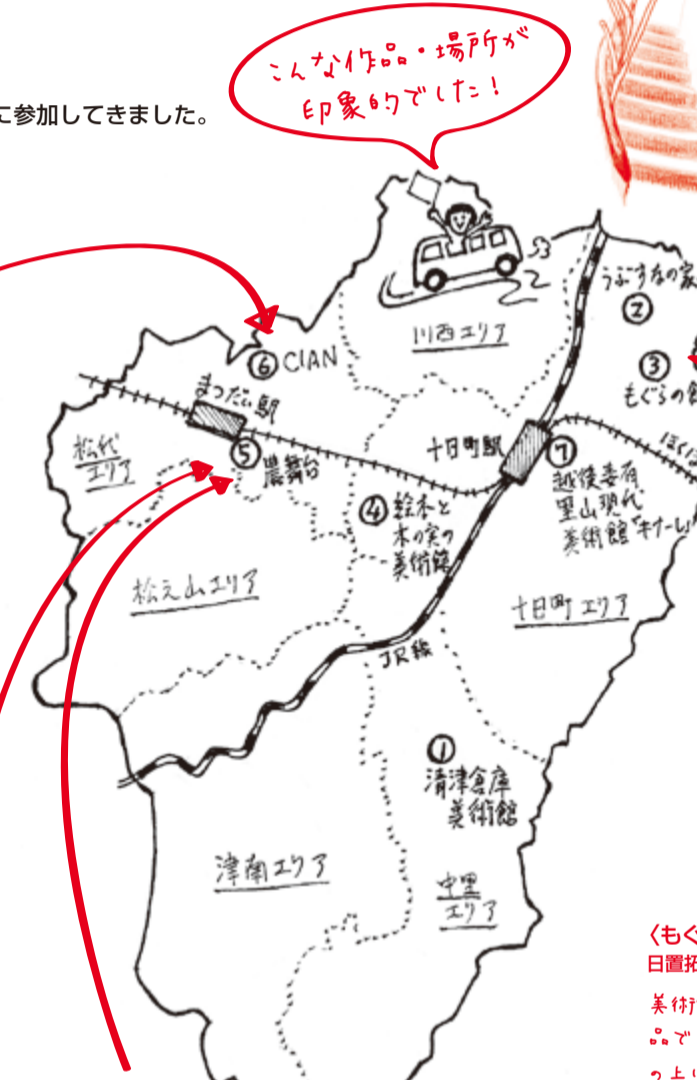 こんな作品・場所が
印象的でした!
に参加してきました。
川西エリア
うぶすなの家
②
③
もぐらの館
⑥ CIAN
まつだい駅
⑤
農舞台
松代
エリア
十日町駅
⑦
越後妻有
里山現代
美術館「キナーレ」
④ 絵本と
木の実の
美術館
松之山エリア
十日町エリア
JR線
①
清津倉庫
美術館
津南エリア
中里
エリア
〈もぐ
日置拓
美術
品で
の上